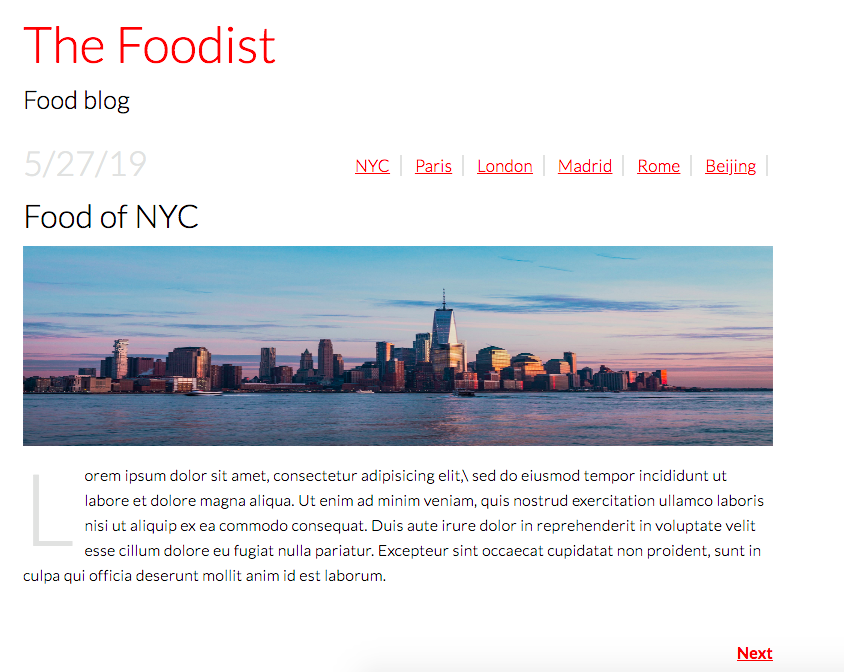 The Foodist
Food blog
5/27/19
NYC | Paris | London | Madrid | Rome | Beijing |
Food of NYC
Lorem ipsum dolor sit amet, consectetur adipisicing elit,\ sed do eiusmod tempor incididunt ut
labore et dolore magna aliqua. Ut enim ad minim veniam, quis nostrud exercitation ullamco laboris
nisi ut aliquip ex ea commodo consequat. Duis aute irure dolor in reprehenderit in voluptate velit
esse cillum dolore eu fugiat nulla pariatur. Excepteur sint occaecat cupidatat non proident, sunt in
culpa qui officia deserunt mollit anim id est laborum.
Next